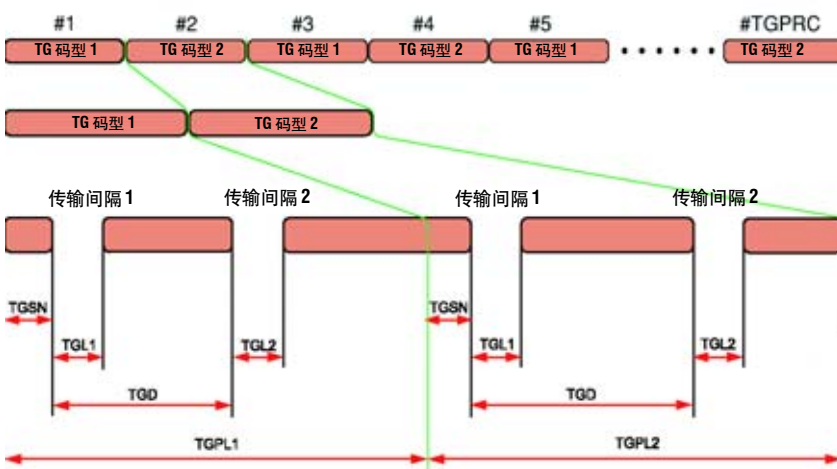 #1 #2 #3 #4 #5 #TGPRC
TG 码型 1 TG 码型 2 TG 码型 1 TG 码型 2 TG 码型 1 ...... TG 码型 2
TG 码型 1 TG 码型 2
传输间隔 1 传输间隔 2 传输间隔 1 传输间隔 2
TGSN TGSN
TGL1 TGL2 TGL1 TGL2
TGD TGD
TGPL1 TGPL2